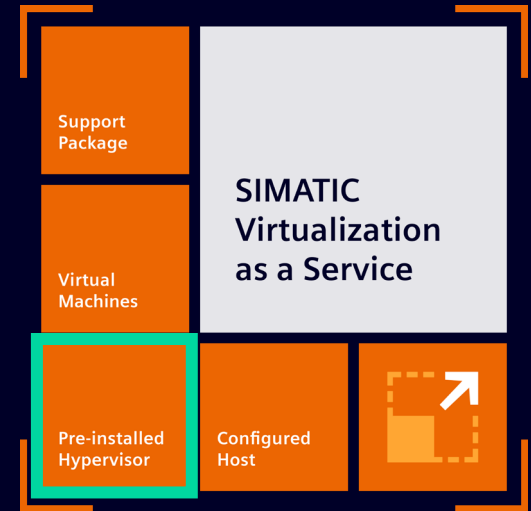 Support
Package
SIMATIC
Virtualization
as a Service
Virtual
Machines
Pre-installed
Hypervisor
Configured
Host